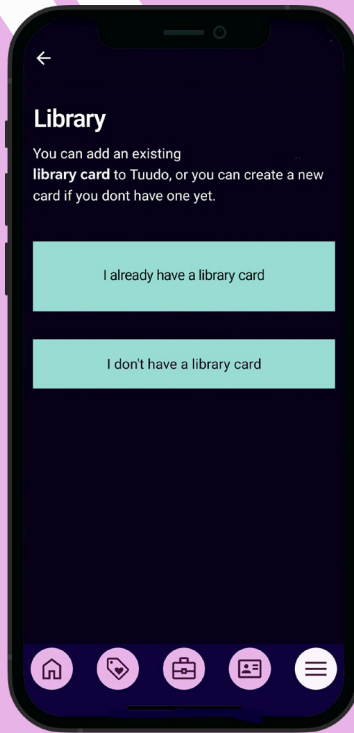 Library
You can add an existing
library card to Tuudo, or you can create a new
card if you dont have one yet.
I already have a library card
I don't have a library card